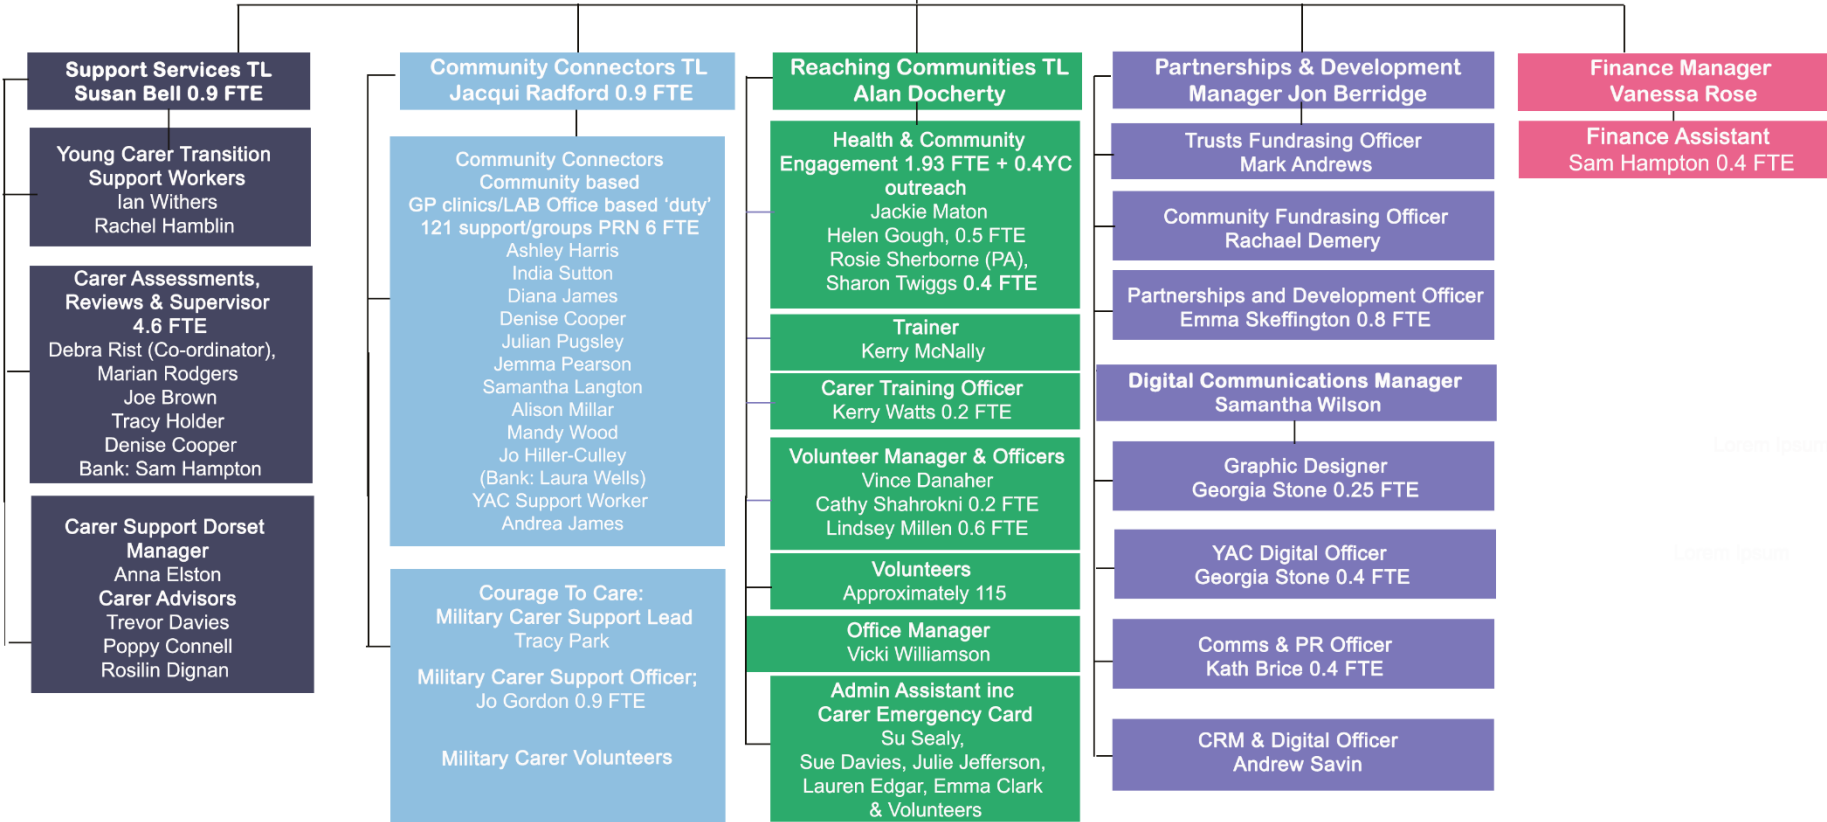 Support Services TL
Susan Bell 0.9 FTE
Young Carer Transition
Support Workers
Ian Withers
Rachel Hamblin
Carer Assessments,
Reviews & Supervisor
4.6 FTE
Debra Rist (Co-ordinator),
Marian Rodgers
Joe Brown
Tracy Holder
Denise Cooper
Bank: Sam Hampton
Carer Support Dorset
Manager
Anna Elston
Carer Advisors
Trevor Davies
Poppy Connell
Rosilin Dignan
Community Connectors TL
Jacqui Radford 0.9 FTE
Community Connectors
Community based
GP clinics/LAB Office based ‘duty’
121 support/groups PRN 6 FTE
Ashley Harris
India Sutton
Diana James
Denise Cooper
Julian Pugsley
Jemma Pearson
Samantha Langton
Alison Millar
Mandy Wood
Jo Hiller-Culley
(Bank: Laura Wells)
YAC Support Worker
Andrea James
Courage To Care:
Military Carer Support Lead
Tracy Park
Military Carer Support Officer;
Jo Gordon 0.9 FTE
Military Carer Volunteers
Reaching Communities TL
Alan Docherty
Health & Community
Engagement 1.93 FTE + 0.4YC
outreach
Jackie Maton
Helen Gough, 0.5 FTE
Rosie Sherborne (PA),
Sharon Twiggs 0.4 FTE
Trainer
Kerry McNally
Carer Training Officer
Kerry Watts 0.2 FTE
Volunteer Manager & Officers
Vince Danaher
Cathy Shahrokni 0.2 FTE
Lindsey Millen 0.6 FTE
Volunteers
Approximately 115
Office Manager
Vicki Williamson
Admin Assistant inc
Carer Emergency Card
Su Sealy,
Sue Davies, Julie Jefferson,
Lauren Edgar, Emma Clark
& Volunteers
Partnerships & Development
Manager Jon Berridge
Trusts Fundrasing Officer
Mark Andrews
Community Fundrasing Officer
Rachael Demery
Partnerships and Development Officer
Emma Skeffington 0.8 FTE
Digital Communications Manager
Samantha Wilson
Graphic Designer
Georgia Stone 0.25 FTE
YAC Digital Officer
Georgia Stone 0.4 FTE
Comms & PR Officer
Kath Brice 0.4 FTE
CRM & Digital Officer
Andrew Savin
Finance Manager
Vanessa Rose
Finance Assistant
Sam Hampton 0.4 FTE
Lorem Ipsum
Lorem Ipsum